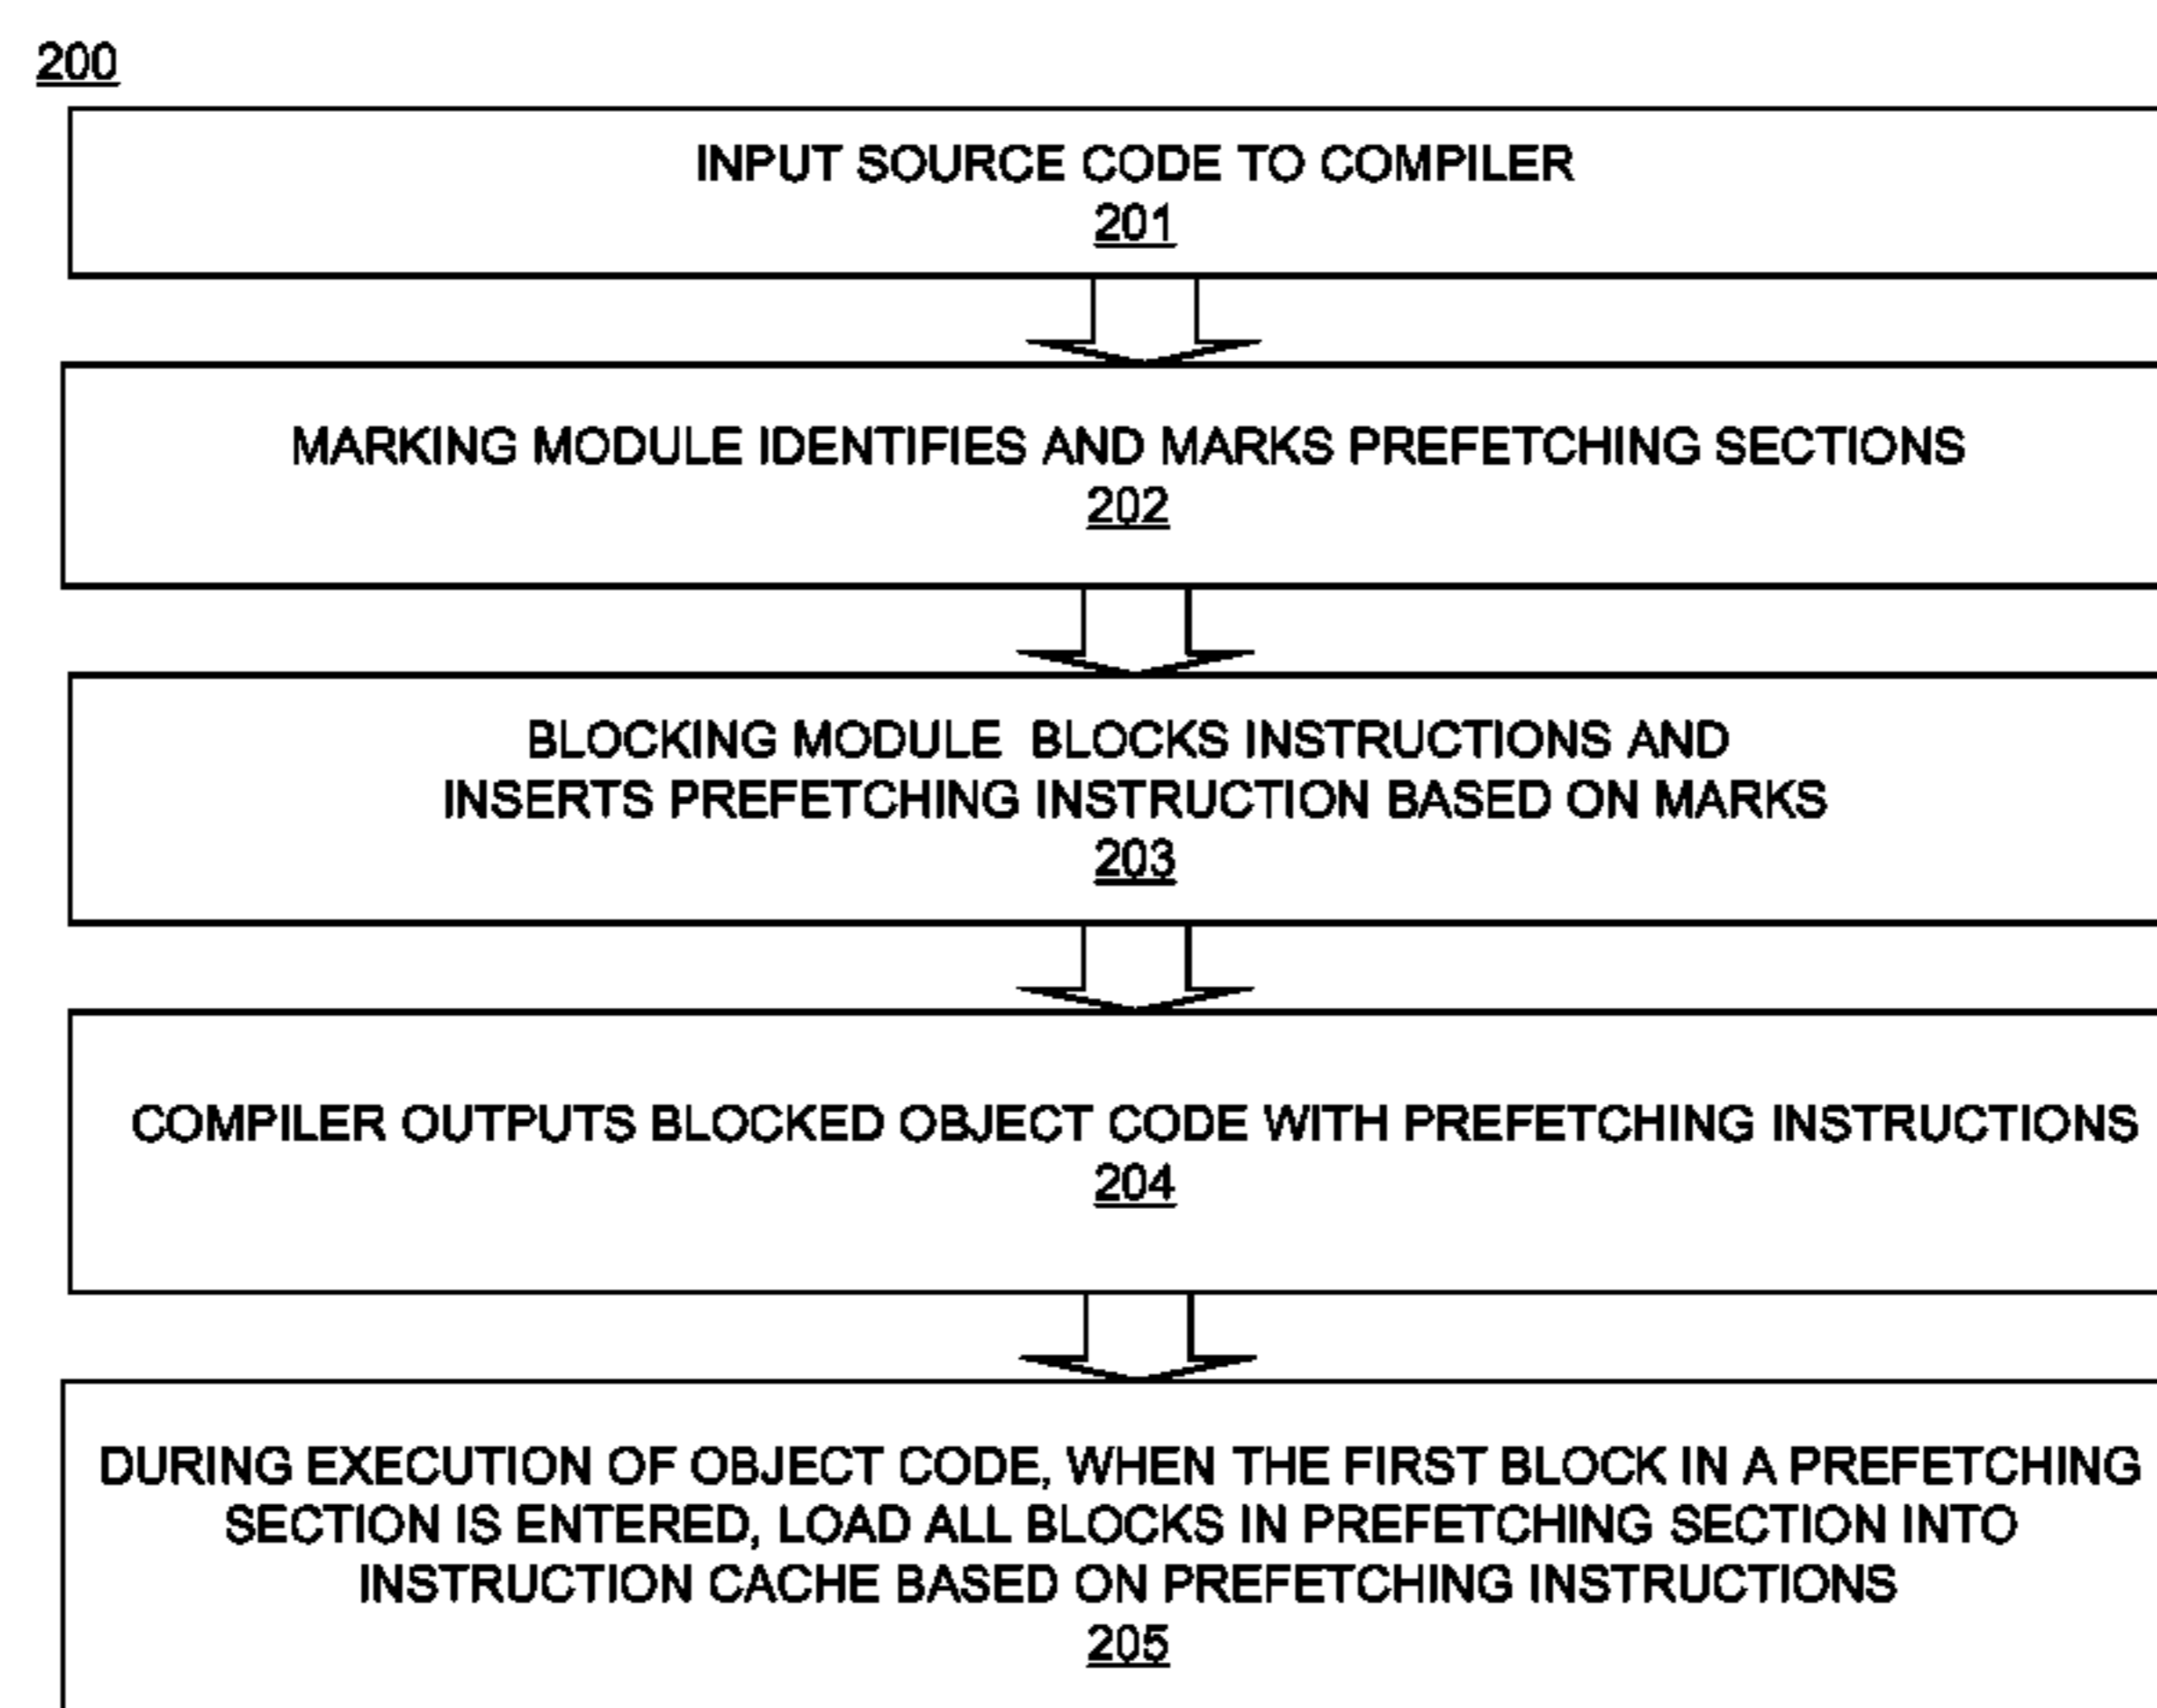 200
INPUT SOURCE CODE TO COMPILER
201
MARKING MODULE IDENTIFIES AND MARKS PREFETCHING SECTIONS
202
BLOCKING MODULE BLOCKS INSTRUCTIONS AND
INSERTS PREFETCHING INSTRUCTION BASED ON MARKS
203
COMPILER OUTPUTS BLOCKED OBJECT CODE WITH PREFETCHING INSTRUCTIONS
204
DURING EXECUTION OF OBJECT CODE, WHEN THE FIRST BLOCK IN A PREFETCHING
SECTION IS ENTERED, LOAD ALL BLOCKS IN PREFETCHING SECTION INTO
INSTRUCTION CACHE BASED ON PREFETCHING INSTRUCTIONS
205